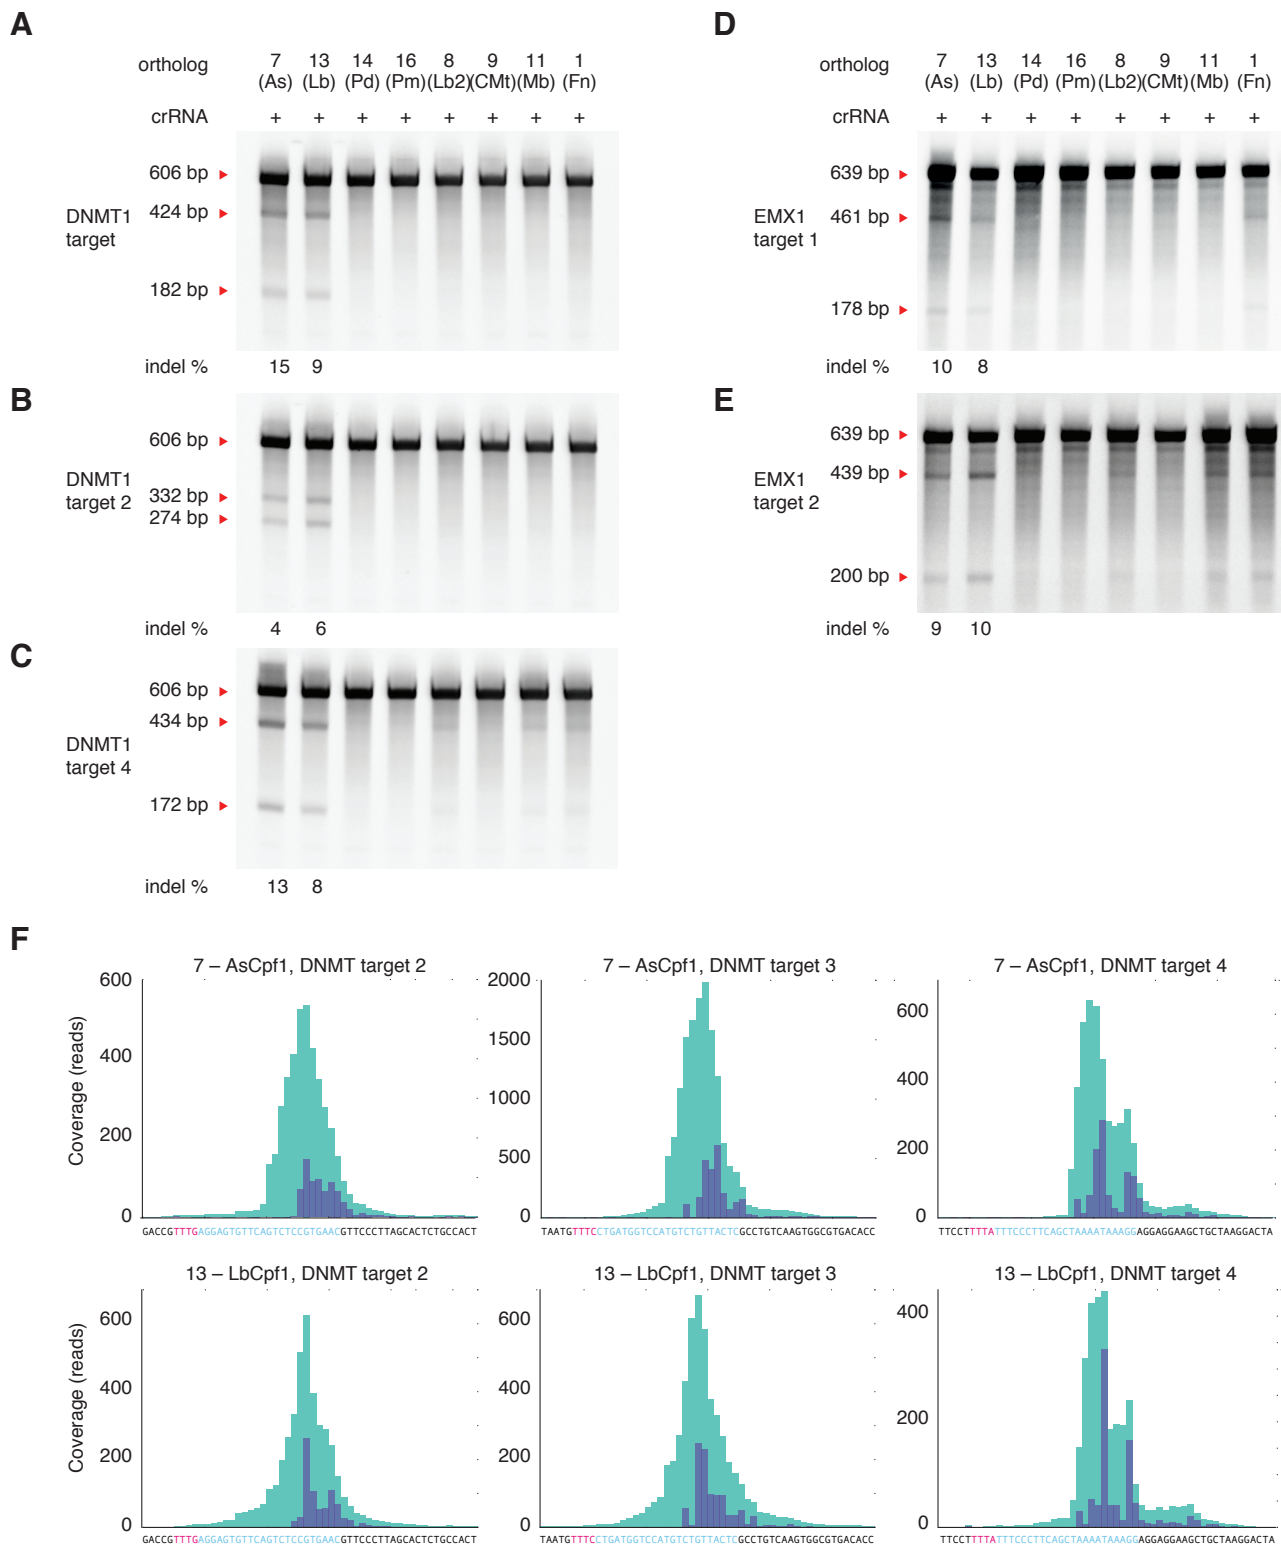 A
ortholog 7 13 14 16 8 9 11 1
(As) (Lb) (Pd) (Pm) (Lb2) (CMt) (Mb) (Fn)
crRNA + + + + + + + +
606 bp
424 bp
182 bp
DNMT1
target
indel % 15 9
B
606 bp
332 bp
274 bp
DNMT1
target 2
indel % 4 6
C
606 bp
434 bp
172 bp
DNMT1
target 4
indel % 13 8
D
ortholog 7 13 14 16 8 9 11 1
(As) (Lb) (Pd) (Pm) (Lb2) (CMt) (Mb) (Fn)
crRNA + + + + + + + +
639 bp
461 bp
178 bp
EMX1
target 1
indel % 10 8
E
639 bp
439 bp
200 bp
EMX1
target 2
indel % 9 10
F
7 – AsCpf1, DNMT target 2
Coverage (reads)
600
400
200
0
GACCGTTTGAGGAGTGTTCAGTCTCCGTGAACGTTCCCTTAGCACTCTGCCACT
7 – AsCpf1, DNMT target 3
2000
1500
1000
500
0
TAATGTTTCCTGATGGTCCATGTCTGTTACTCGCCTGTCAAGTGGCGTGACACC
7 – AsCpf1, DNMT target 4
600
400
200
0
TTCCTTTTATTTCCCTTCAGCTAAAATAAAGGAGGAGGAAGCTGCTAAGGACTA
13 – LbCpf1, DNMT target 2
Coverage (reads)
600
400
200
0
GACCGTTTGAGGAGTGTTCAGTCTCCGTGAACGTTCCCTTAGCACTCTGCCACT
13 – LbCpf1, DNMT target 3
600
400
200
0
TAATGTTTCCTGATGGTCCATGTCTGTTACTCGCCTGTCAAGTGGCGTGACACC
13 – LbCpf1, DNMT target 4
400
200
0
TTCCTTTTATTTCCCTTCAGCTAAAATAAAGGAGGAGGAAGCTGCTAAGGACTA